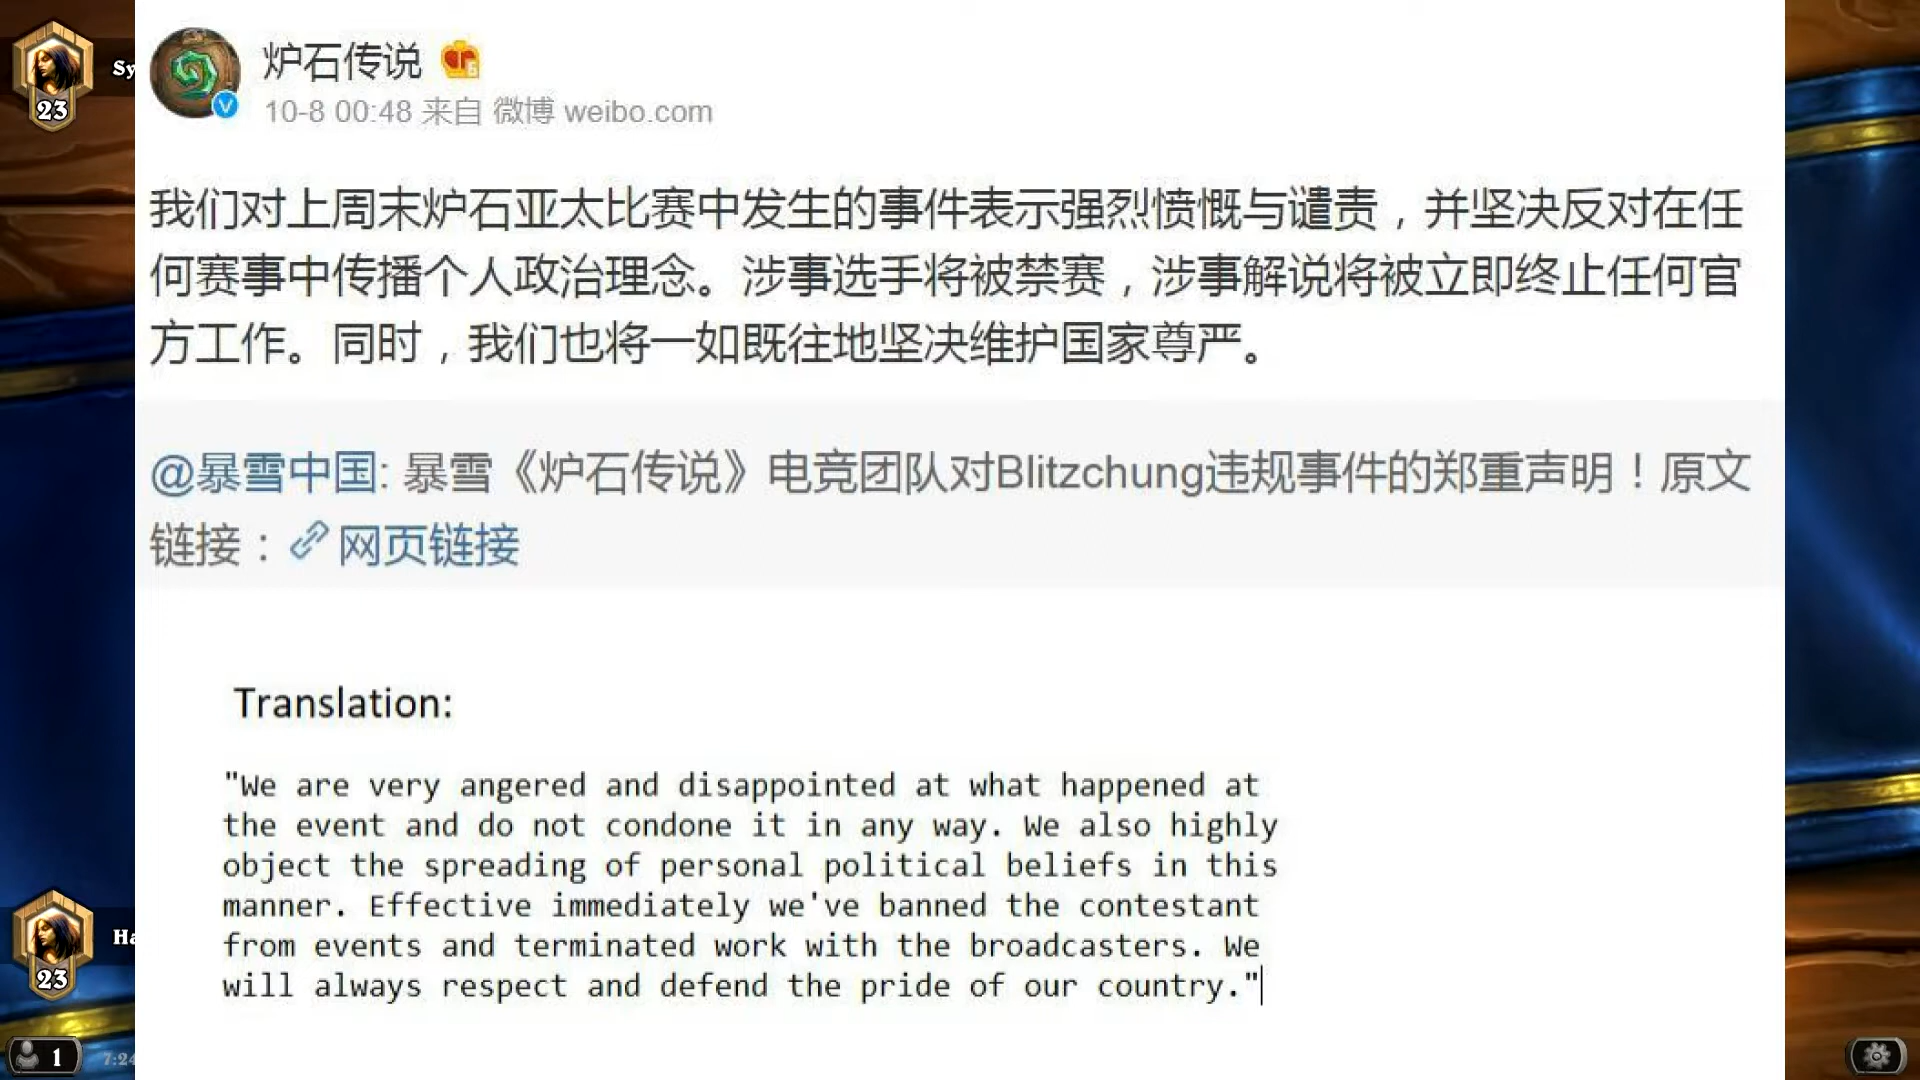 23
Sy
炉石传说
10-8 00:48 来自 微博 weibo.com
我们对上周末炉石亚太比赛中发生的事件表示强烈愤慨与谴责，并坚决反对在任
何赛事中传播个人政治理念。涉事选手将被禁赛，涉事解说将被立即终止任何官
方工作。同时，我们也将一如既往地坚决维护国家尊严。
@暴雪中国: 暴雪《炉石传说》电竞团队对Blitzchung违规事件的郑重声明！原文
链接：网页链接
Translation:
"We are very angered and disappointed at what happened at
the event and do not condone it in any way. We also highly
object the spreading of personal political beliefs in this
manner. Effective immediately we've banned the contestant
from events and terminated work with the broadcasters. We
will always respect and defend the pride of our country."
Ha
23
1
7:24